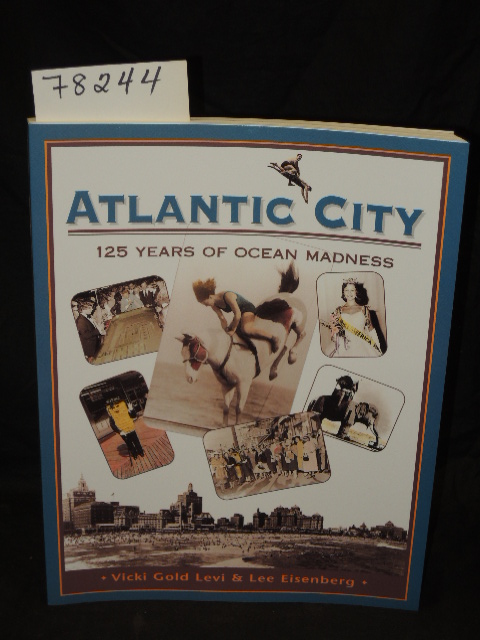 78244
ATLANTIC CITY
125 YEARS OF OCEAN MADNESS
• Vicki Gold Levi & Lee Eisenberg •